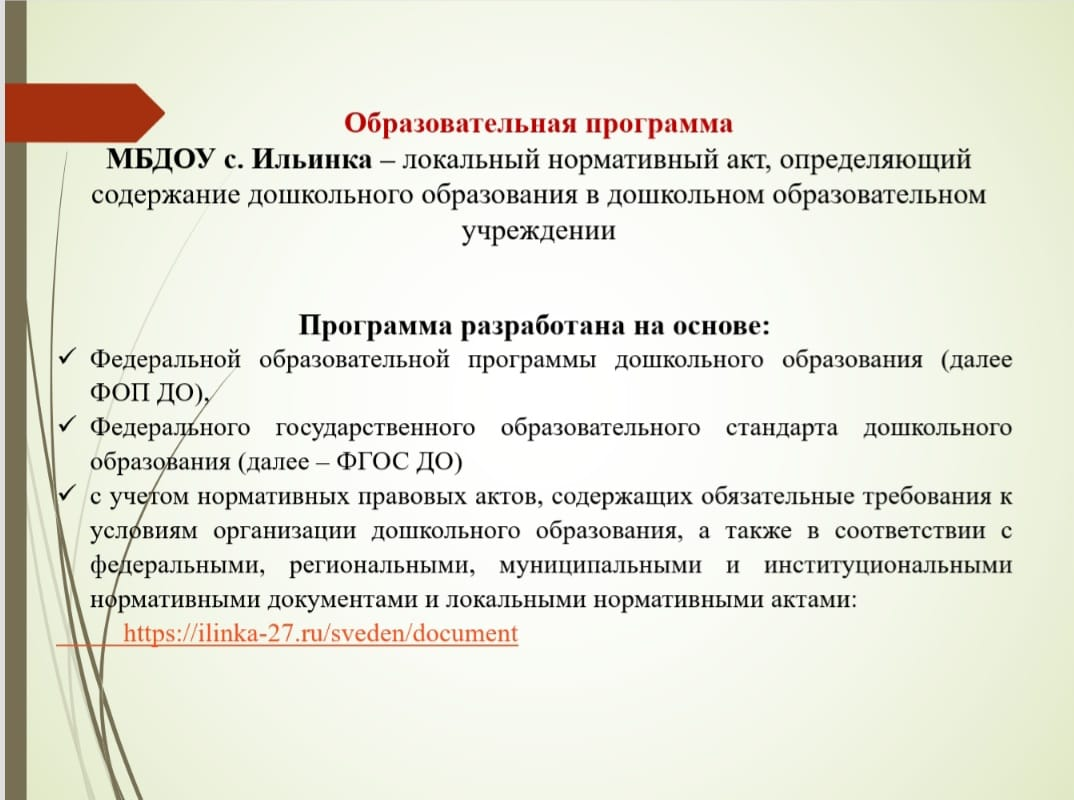 Образовательная программа
МБДОУ с. Ильинка – локальный нормативный акт, определяющий
содержание дошкольного образования в дошкольном образовательном
учреждении
Программа разработана на основе:
✓ Федеральной образовательной программы дошкольного образования (далее
ФОП ДО),
✓ Федерального государственного образовательного стандарта дошкольного
образования (далее – ФГОС ДО)
✓ с учетом нормативных правовых актов, содержащих обязательные требования к
условиям организации дошкольного образования, а также в соответствии с
федеральными, региональными, муниципальными и институциональными
нормативными документами и локальными нормативными актами:
https://ilinka-27.ru/sveden/document